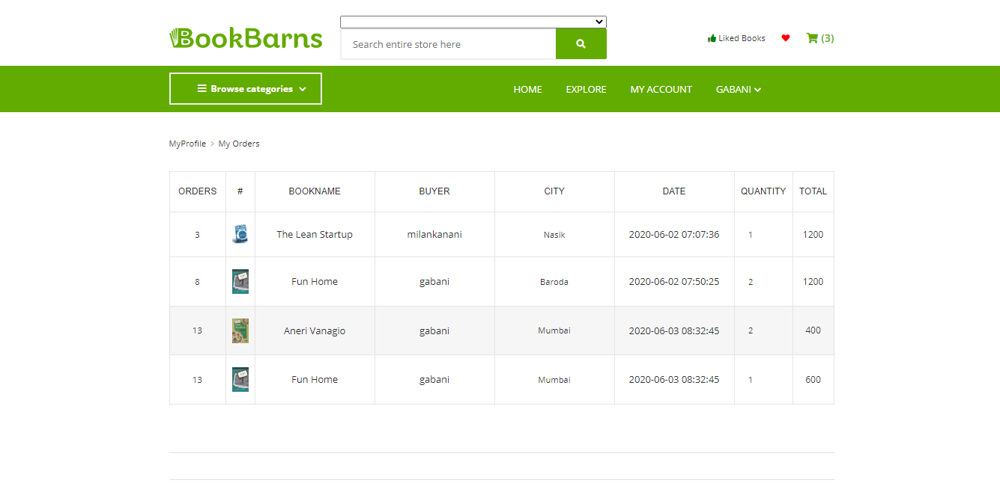 BookBarns
Search entire store here
Liked Books
(3)
Browse categories
HOME EXPLORE MY ACCOUNT GABANI
MyProfile > My Orders
ORDERS # BOOKNAME BUYER CITY DATE QUANTITY TOTAL
3 The Lean Startup milankanani Nasik 2020-06-02 07:07:36 1 1200
8 Fun Home gabani Baroda 2020-06-02 07:50:25 2 1200
13 Aneri Vanagio gabani Mumbai 2020-06-03 08:32:45 2 400
13 Fun Home gabani Mumbai 2020-06-03 08:32:45 1 600